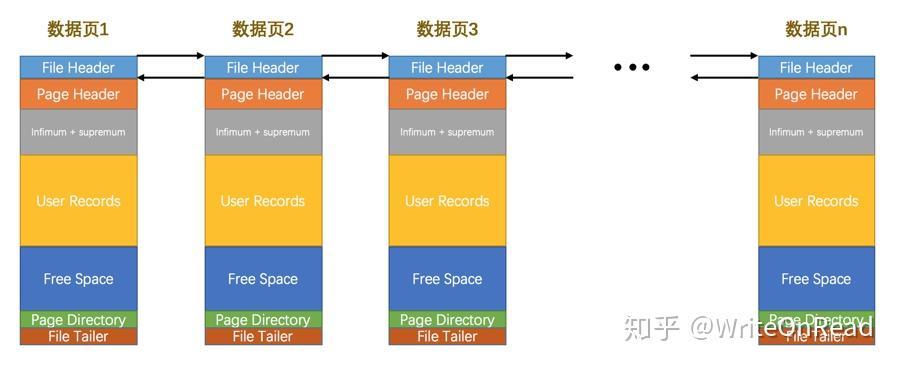 数据页1 数据页2 数据页3 数据页n
File Header File Header File Header ••• File Header
Page Header Page Header Page Header Page Header
Infimum + supremum Infimum + supremum Infimum + supremum Infimum + supremum
User Records User Records User Records User Records
Free Space Free Space Free Space Free Space
Page Directory Page Directory Page Directory Page Directory
File Tailer File Tailer File Tailer File Tailer
知乎 @WriteOnRead